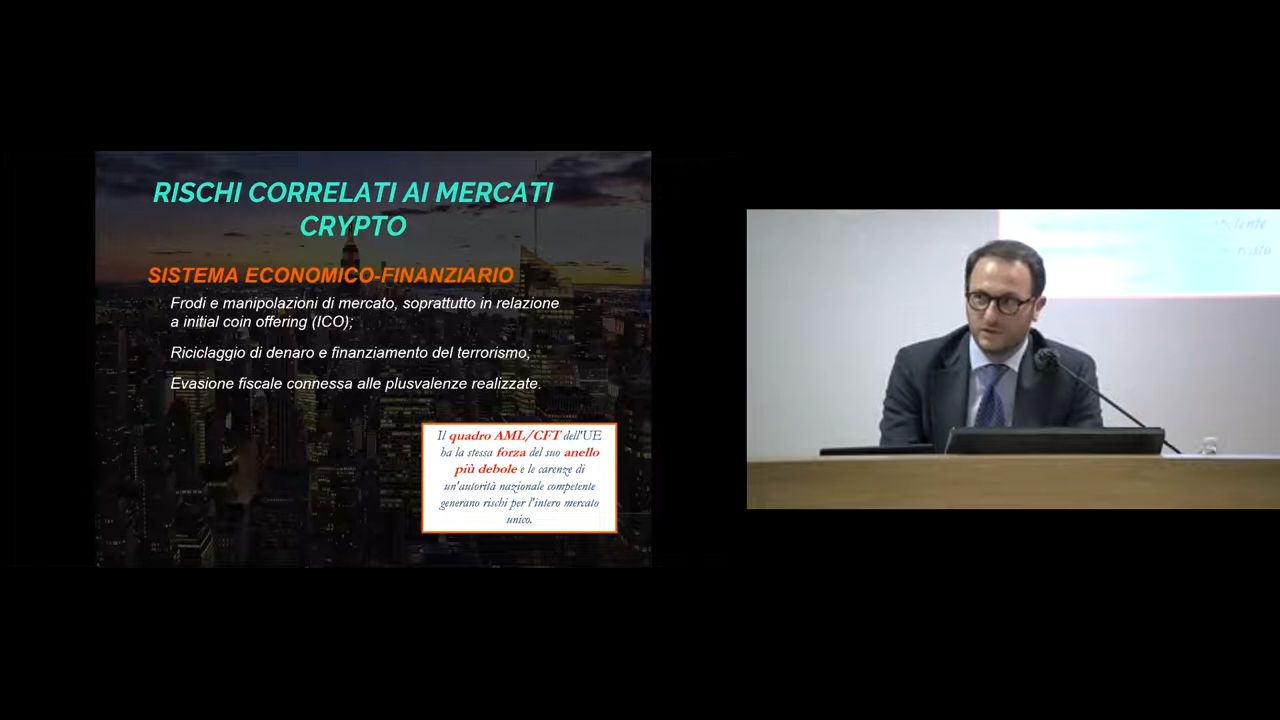 RISCHI CORRELATI AI MERCATI
CRYPTO
SISTEMA ECONOMICO-FINANZIARIO
Frodi e manipolazioni di mercato, soprattutto in relazione
a initial coin offering (ICO);
Riciclaggio di denaro e finanziamento del terrorismo;
Evasione fiscale connessa alle plusvalenze realizzate.
Il quadro AML/CFT dell'UE
ha la stessa forza del suo anello
più debole e le carenze di
un'autorità nazionale competente
generano rischi per l'intero mercato
unico.